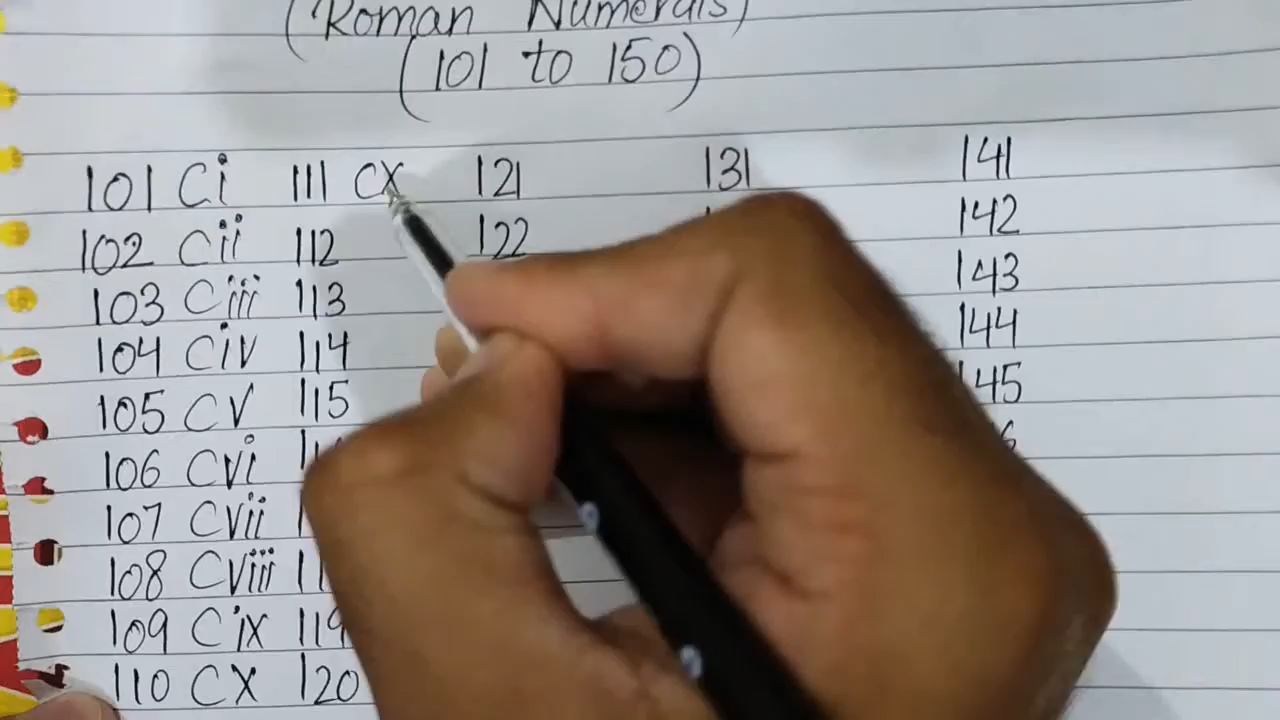 (Roman Numerals)
(101 to 150)
101 Ci 111 CX 121 131 141
102 Cii 112 122 142
103 Ciii 113 143
104 Civ 114 144
105 CV 115 145
106 CVi
107 CVii
108 CViii
109 Cix 119
110 CX 120